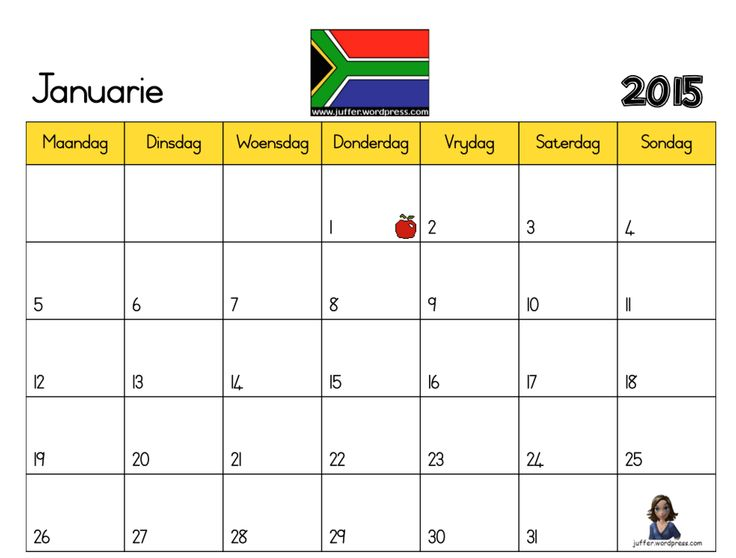 www.juffer.wordpress.com
Januarie 2015
Maandag Dinsdag Woensdag Donderdag Vrydag Saterdag Sondag
1 2 3 4
5 6 7 8 9 10 11
12 13 14 15 16 17 18
19 20 21 22 23 24 25
26 27 28 29 30 31
juffer.wordpress.com